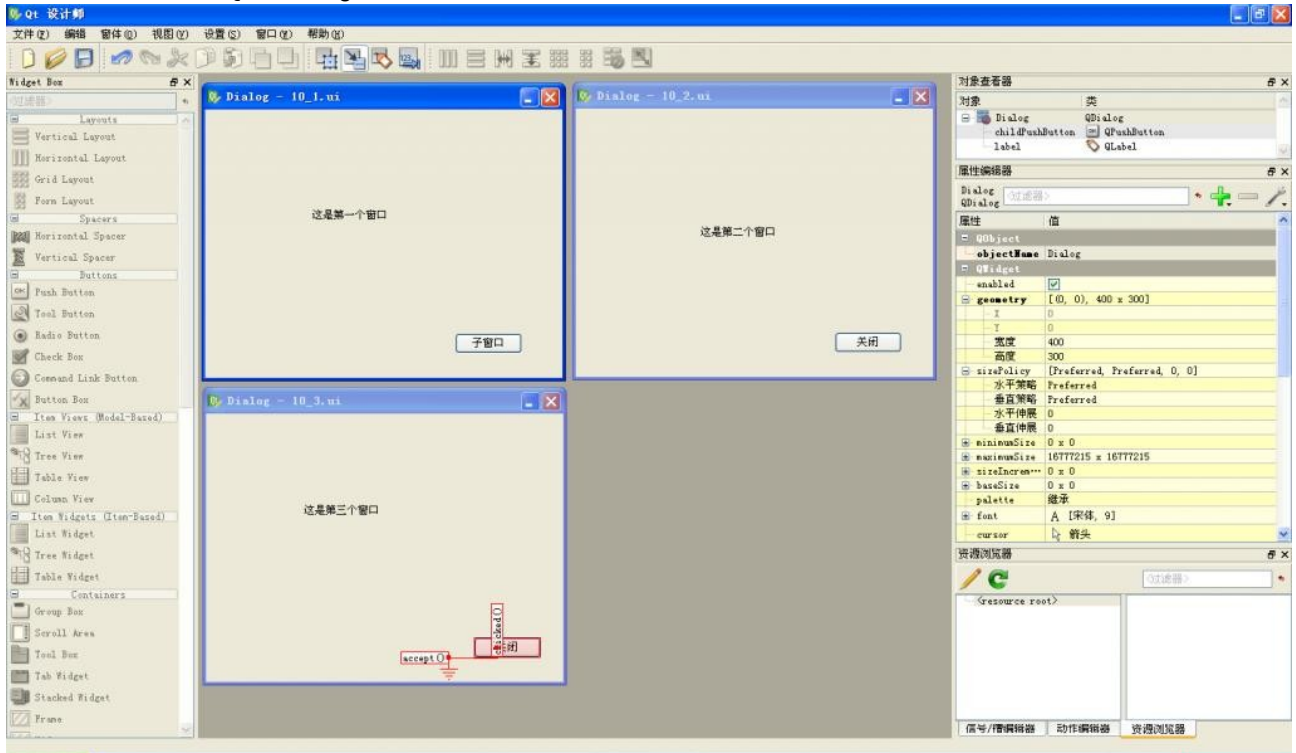 Qt 设计师
文件(F) 编辑 窗体(O) 视图(V) 设置(S) 窗口(W) 帮助(H)
Widget Box
<过滤器>
Layouts
Vertical Layout
Horizontal Layout
Grid Layout
Form Layout
Spacers
Horizontal Spacer
Vertical Spacer
Buttons
Push Button
Tool Button
Radio Button
Check Box
Command Link Button
Button Box
Item Views (Model-Based)
List View
Tree View
Table View
Column View
Item Widgets (Item-Based)
List Widget
Tree Widget
Table Widget
Containers
Group Box
Scroll Area
Tool Box
Tab Widget
Stacked Widget
Frame
Dialog - 10_1.ui
这是第一个窗口
子窗口
Dialog - 10_2.ui
这是第二个窗口
关闭
Dialog - 10_3.ui
这是第三个窗口
clicked()
闭
accept()
对象查看器
对象 类
Dialog QDialog
childPushButton QPushButton
label QLabel
属性编辑器
Dialog
QDialog
<过滤器>
属性 值
QObject
objectName Dialog
QWidget
enabled
geometry [(0, 0), 400 x 300]
X 0
Y 0
宽度 400
高度 300
sizePolicy [Preferred, Preferred, 0, 0]
水平策略 Preferred
垂直策略 Preferred
水平伸展 0
垂直伸展 0
minimumSize 0 x 0
maximumSize 16777215 x 16777215
sizeIncrem... 0 x 0
baseSize 0 x 0
palette 继承
font A [宋体, 9]
cursor 箭头
资源浏览器
<过滤器>
<resource root>
信号/槽编辑器 动作编辑器 资源浏览器